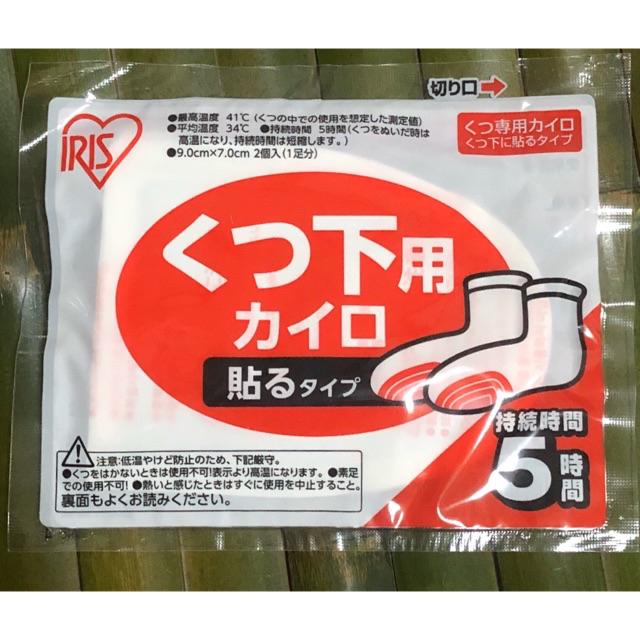 切り口→
IRIS
●最高温度 41℃(くつの中での使用を想定した測定値)
●平均温度 34℃ ●持続時間 5時間(くつをぬいだ時は
高温になり、持続時間は短縮します。)
●9.0cm×7.0cm 2個入(1足分)
くつ専用カイロ
くつ下に貼るタイプ
くつ下用
カイロ
貼るタイプ
持続時間
5時間
注意:低温やけど防止のため、下記厳守。
●くつをはかないときは使用不可!表示より高温になります。●素足
での使用不可!●熱いと感じたときはすぐに使用を中止すること。
裏面もよくお読みください。